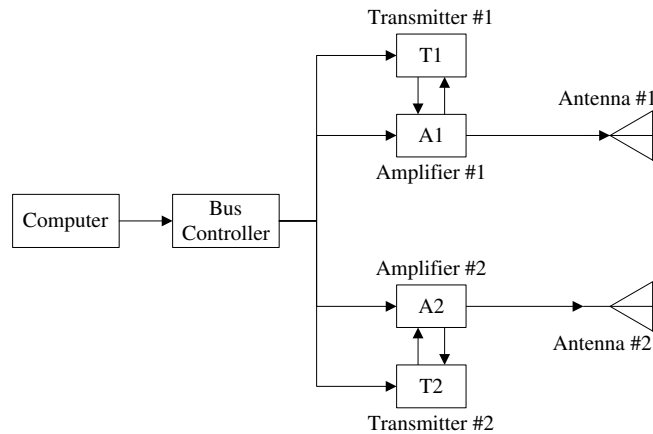 Transmitter #1
T1
Antenna #1
A1
Amplifier #1
Computer
Bus
Controller
Amplifier #2
A2
Antenna #2
T2
Transmitter #2